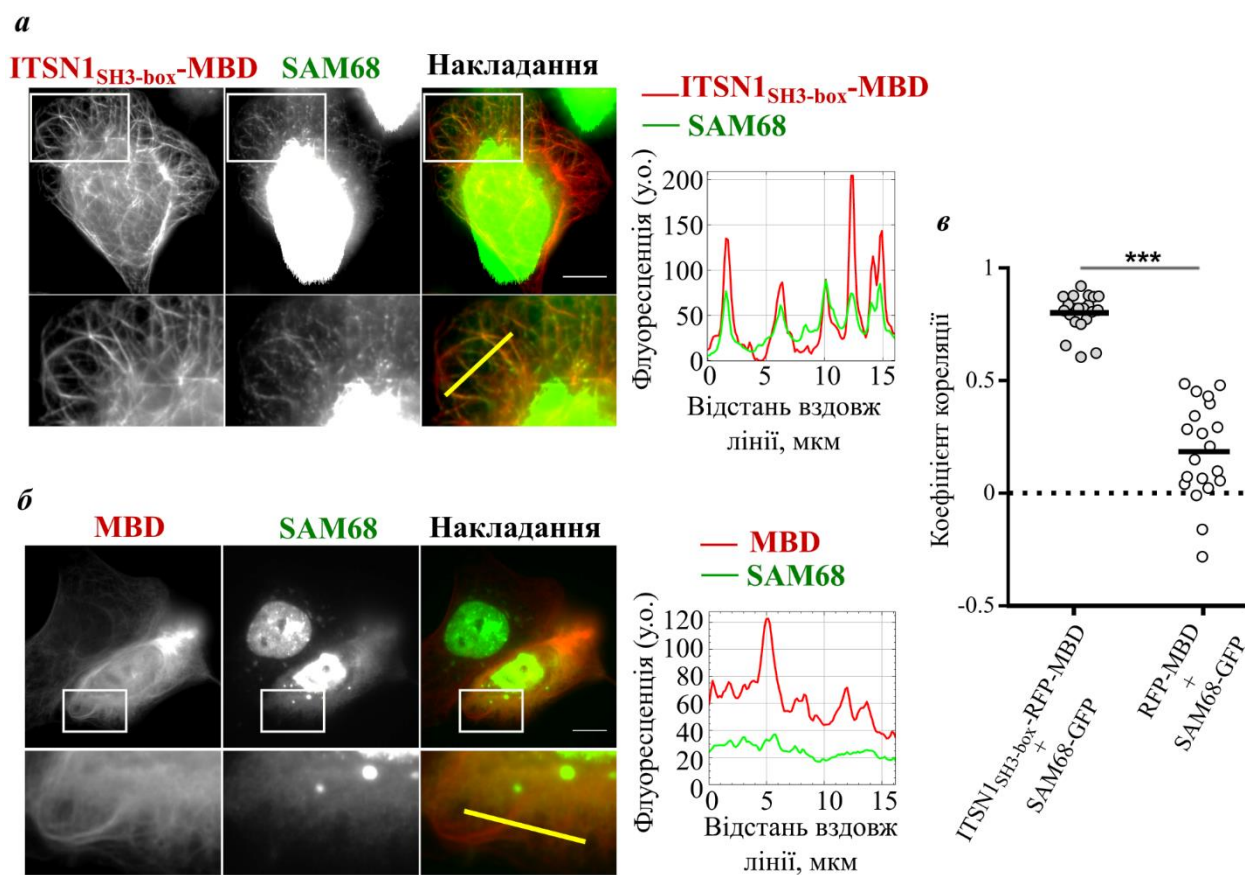 а
ITSN1SH3-box-MBD SAM68 Накладання
ITSN1SH3-box-MBD
SAM68
Флуоресценція (у.о.)
200
150
100
50
0
0 5 10 15
Відстань вздовж
лінії, мкм
б
MBD SAM68 Накладання
MBD
SAM68
Флуоресценція (у.о.)
120
100
80
60
40
20
0
0 5 10 15
Відстань вздовж
лінії, мкм
в
***
Коефіцієнт кореляції
1
0.5
0
-0.5
ITSN1SH3-box-RFP-MBD
+
SAM68-GFP
RFP-MBD
+
SAM68-GFP